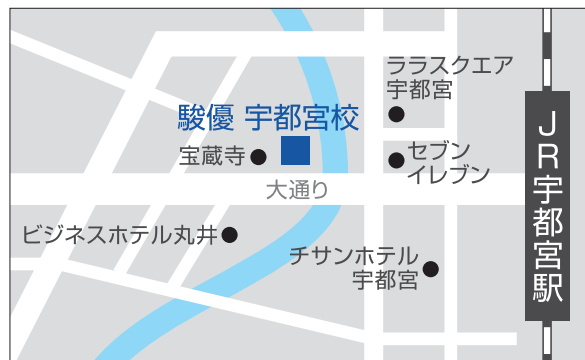 ララスクエア
宇都宮
駿優 宇都宮校
宝蔵寺
セブン
イレブン
大通り
ビジネスホテル丸井
チサンホテル
宇都宮
JR宇都宮駅